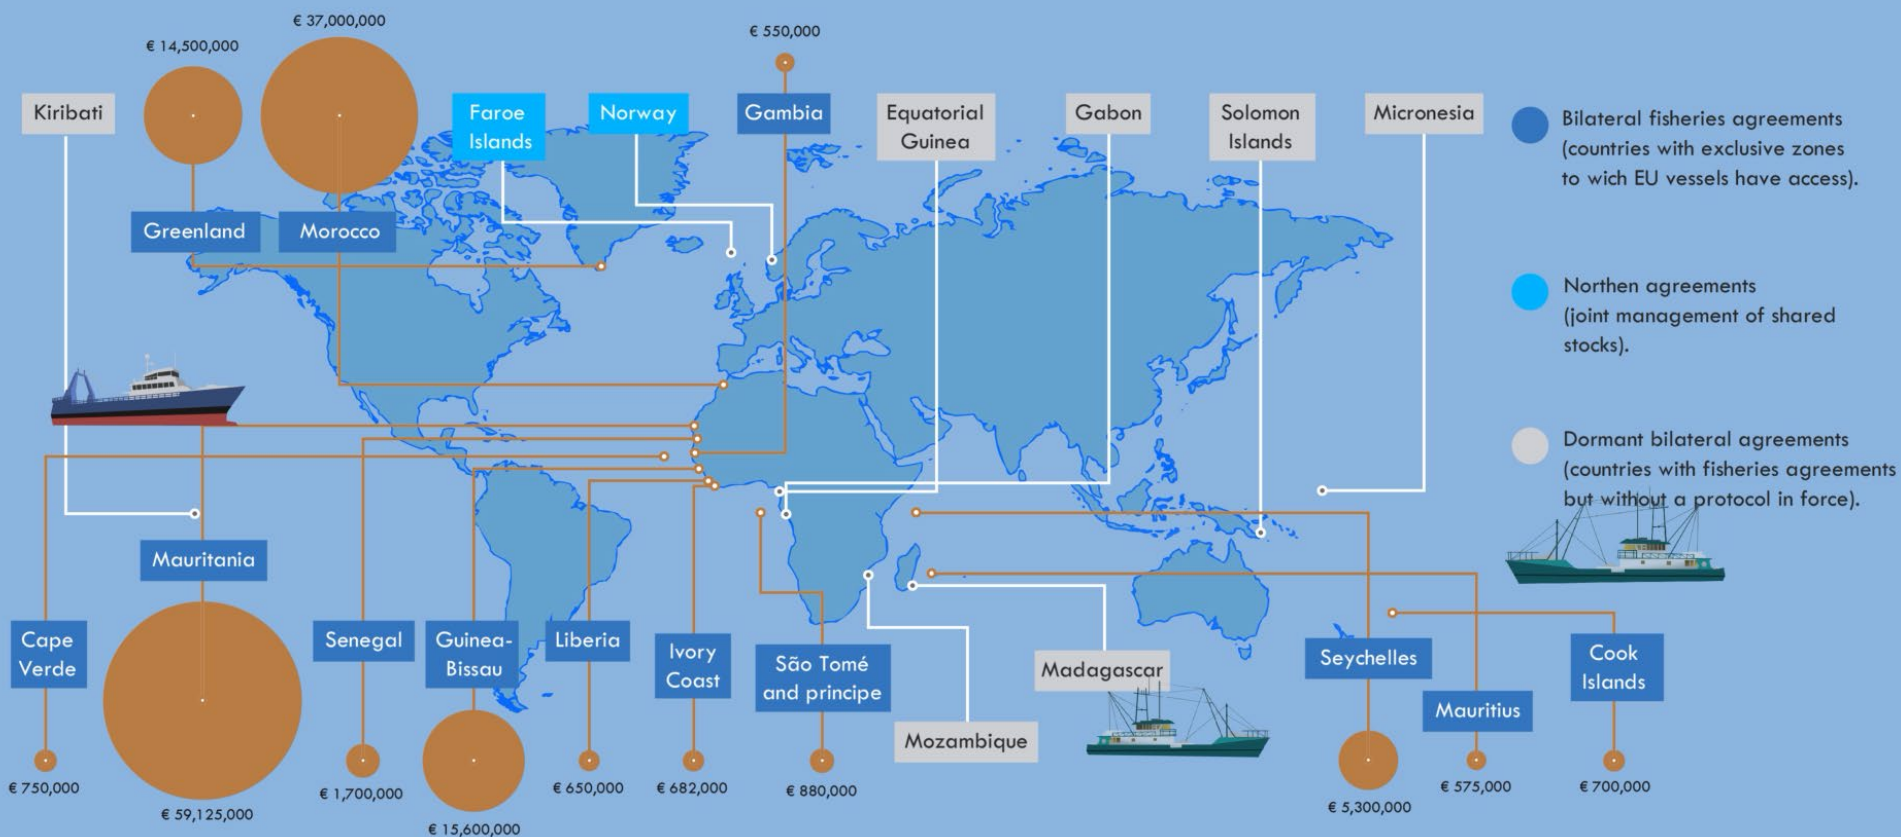 € 37,000,000
€ 14,500,000
€ 550,000
Kiribati
Faroe
Islands
Norway
Gambia
Equatorial
Guinea
Gabon
Solomon
Islands
Micronesia
Bilateral fisheries agreements
(countries with exclusive zones
to wich EU vessels have access).
Greenland
Morocco
Northen agreements
(joint management of shared
stocks).
Dormant bilateral agreements
(countries with fisheries agreements
but without a protocol in force).
Mauritania
Cape
Verde
Senegal
Guinea-
Bissau
Liberia
Ivory
Coast
São Tomé
and principe
Madagascar
Mozambique
Seychelles
Mauritius
Cook
Islands
€ 750,000
€ 59,125,000
€ 1,700,000
€ 15,600,000
€ 650,000
€ 682,000
€ 880,000
€ 5,300,000
€ 575,000
€ 700,000